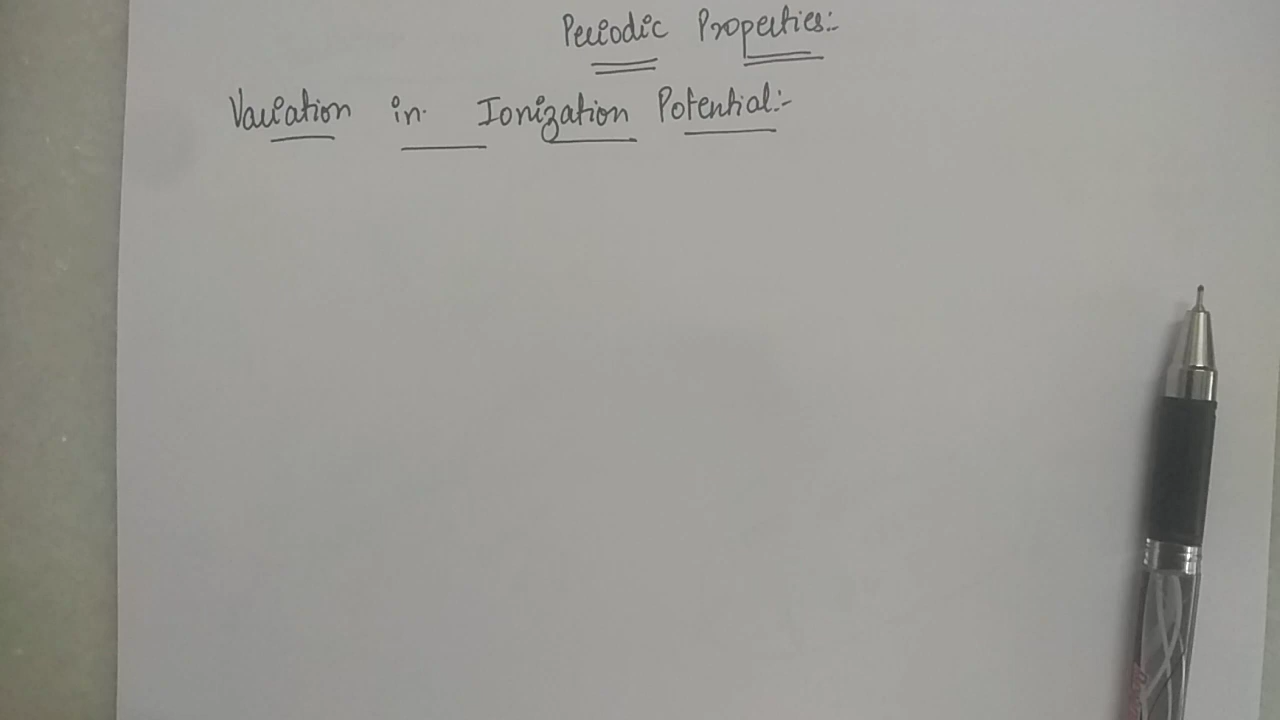 Periodic Properties:-
Variation in Ionization Potential:-